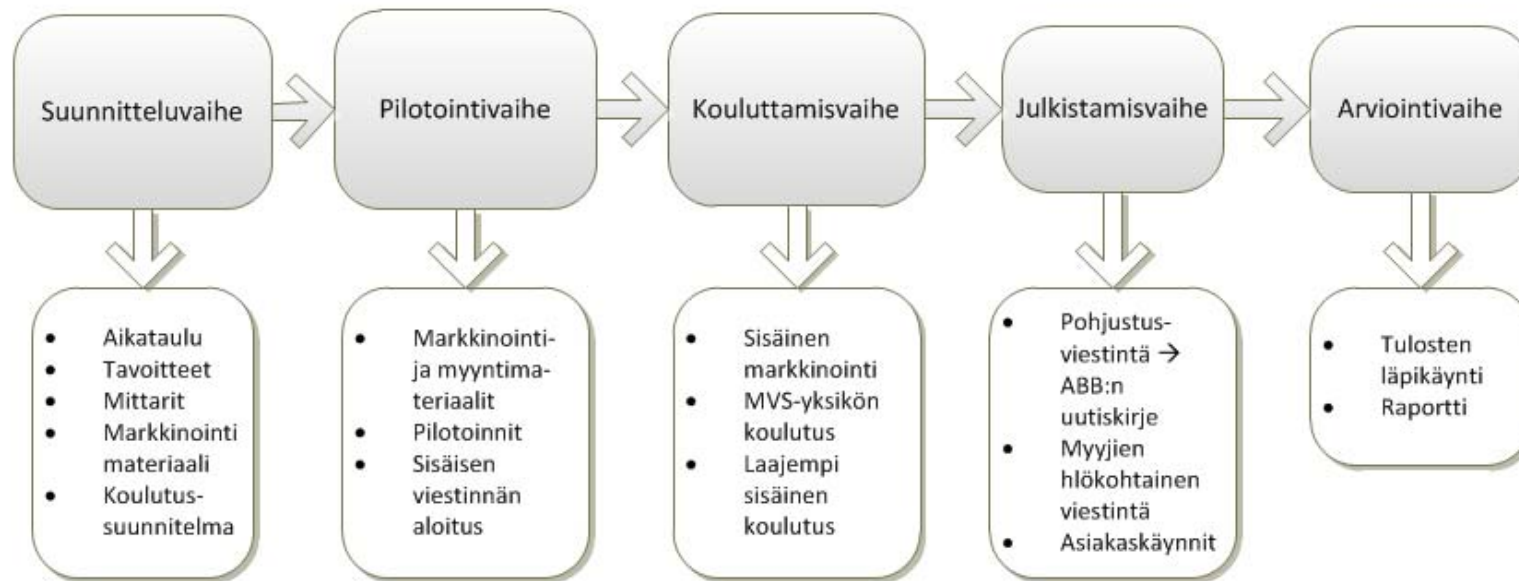 Suunnitteluvaihe
Pilotointivaihe
Kouluttamisvaihe
Julkistamisvaihe
Arviointivaihe
• Aikataulu
• Tavoitteet
• Mittarit
• Markkinointi
materiaali
• Koulutus-
suunnitelma
• Markkinointi-
ja myyntima-
teriaalit
• Pilotoinnit
• Sisäisen
viestinnän
aloitus
• Sisäinen
markkinointi
• MVS-yksikön
koulutus
• Laajempi
sisäinen
koulutus
• Pohjustus-
viestintä →
ABB:n
uutiskirje
• Myyjien
hlökohtainen
viestintä
• Asiakaskäynnit
• Tulosten
läpikäynti
• Raportti